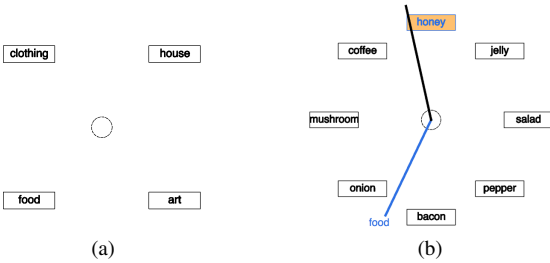 clothing
house
food
art
(a)
honey
coffee
jelly
mushroom
salad
onion
pepper
food
bacon
(b)